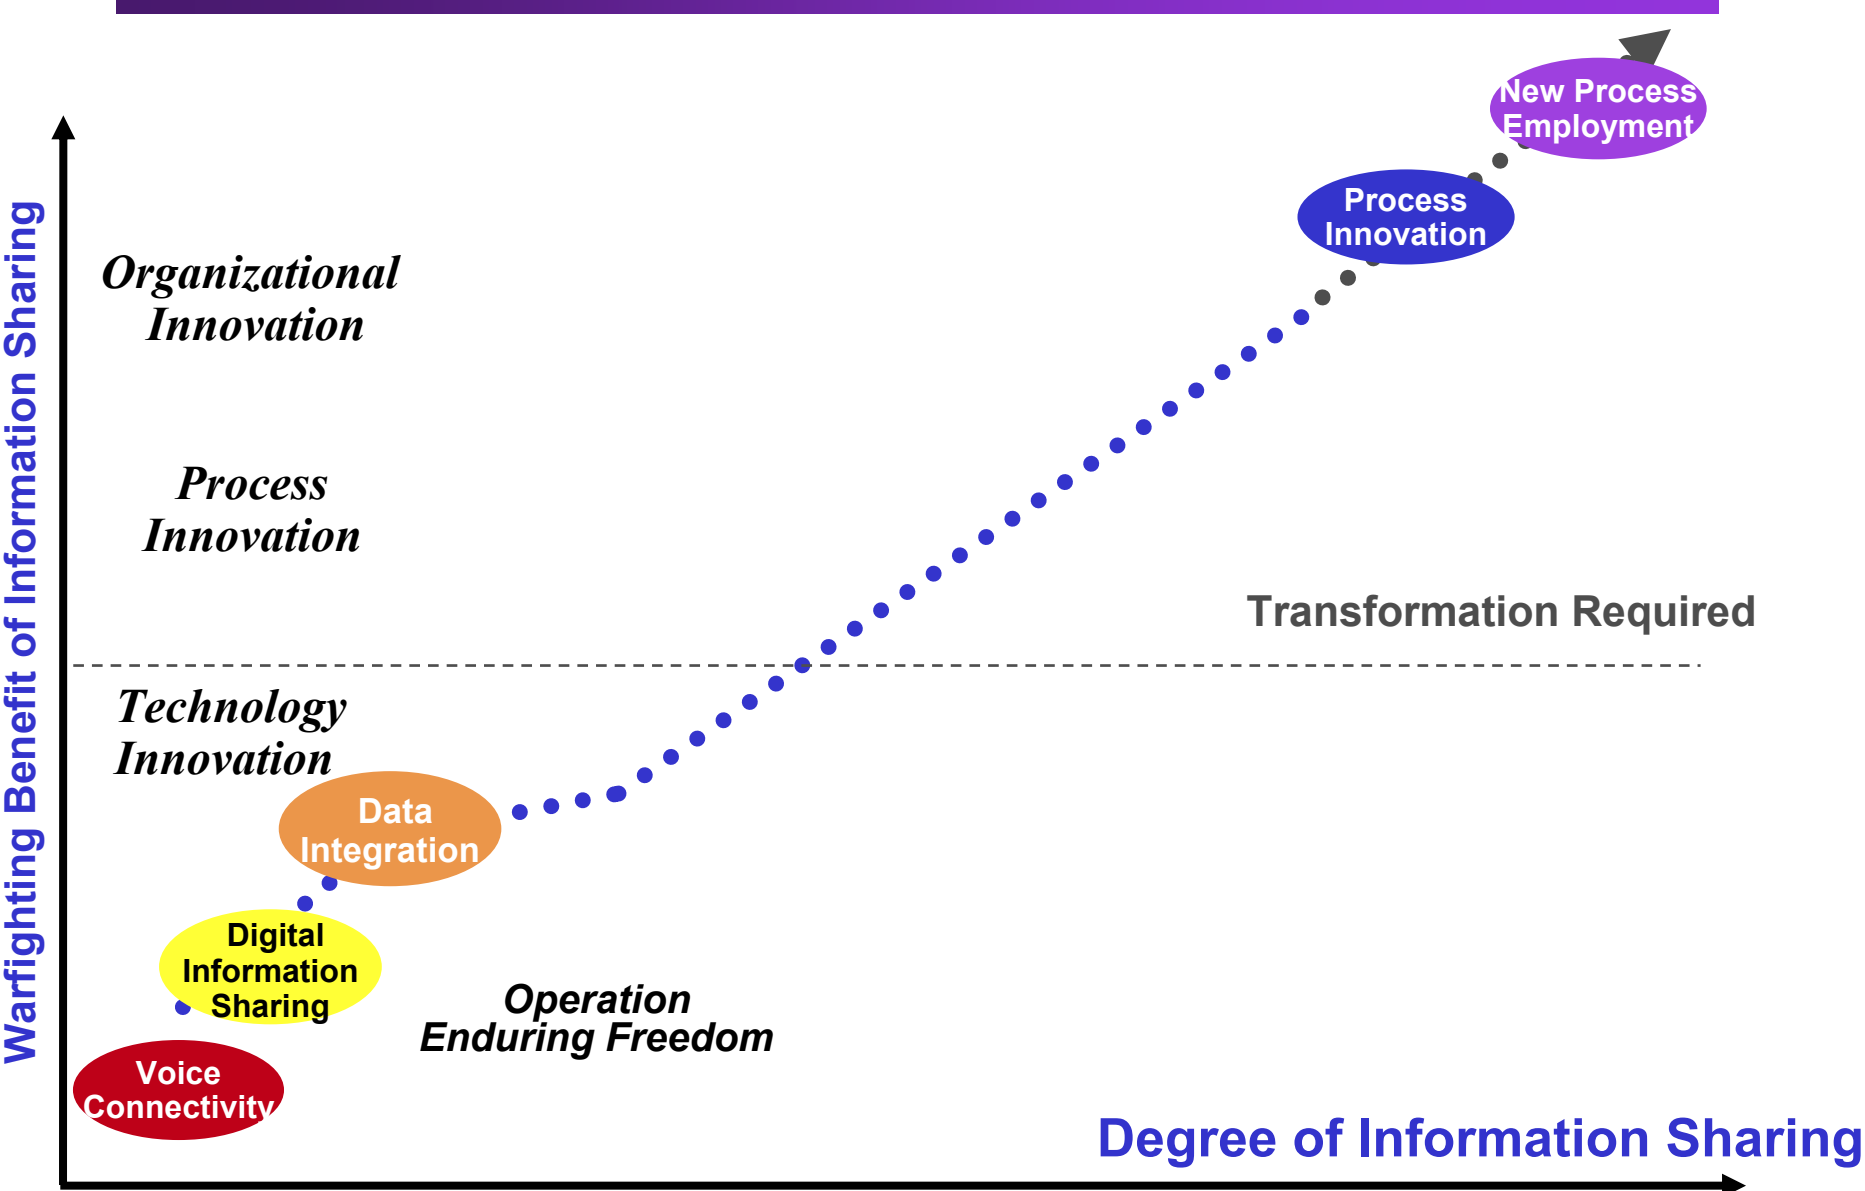 New Process
Employment
Process
Innovation
Organizational
Innovation
Process
Innovation
Transformation Required
Technology
Innovation
Data
Integration
Digital
Information
Sharing
Operation
Enduring Freedom
Voice
Connectivity
Warfighting Benefit of Information Sharing
Degree of Information Sharing